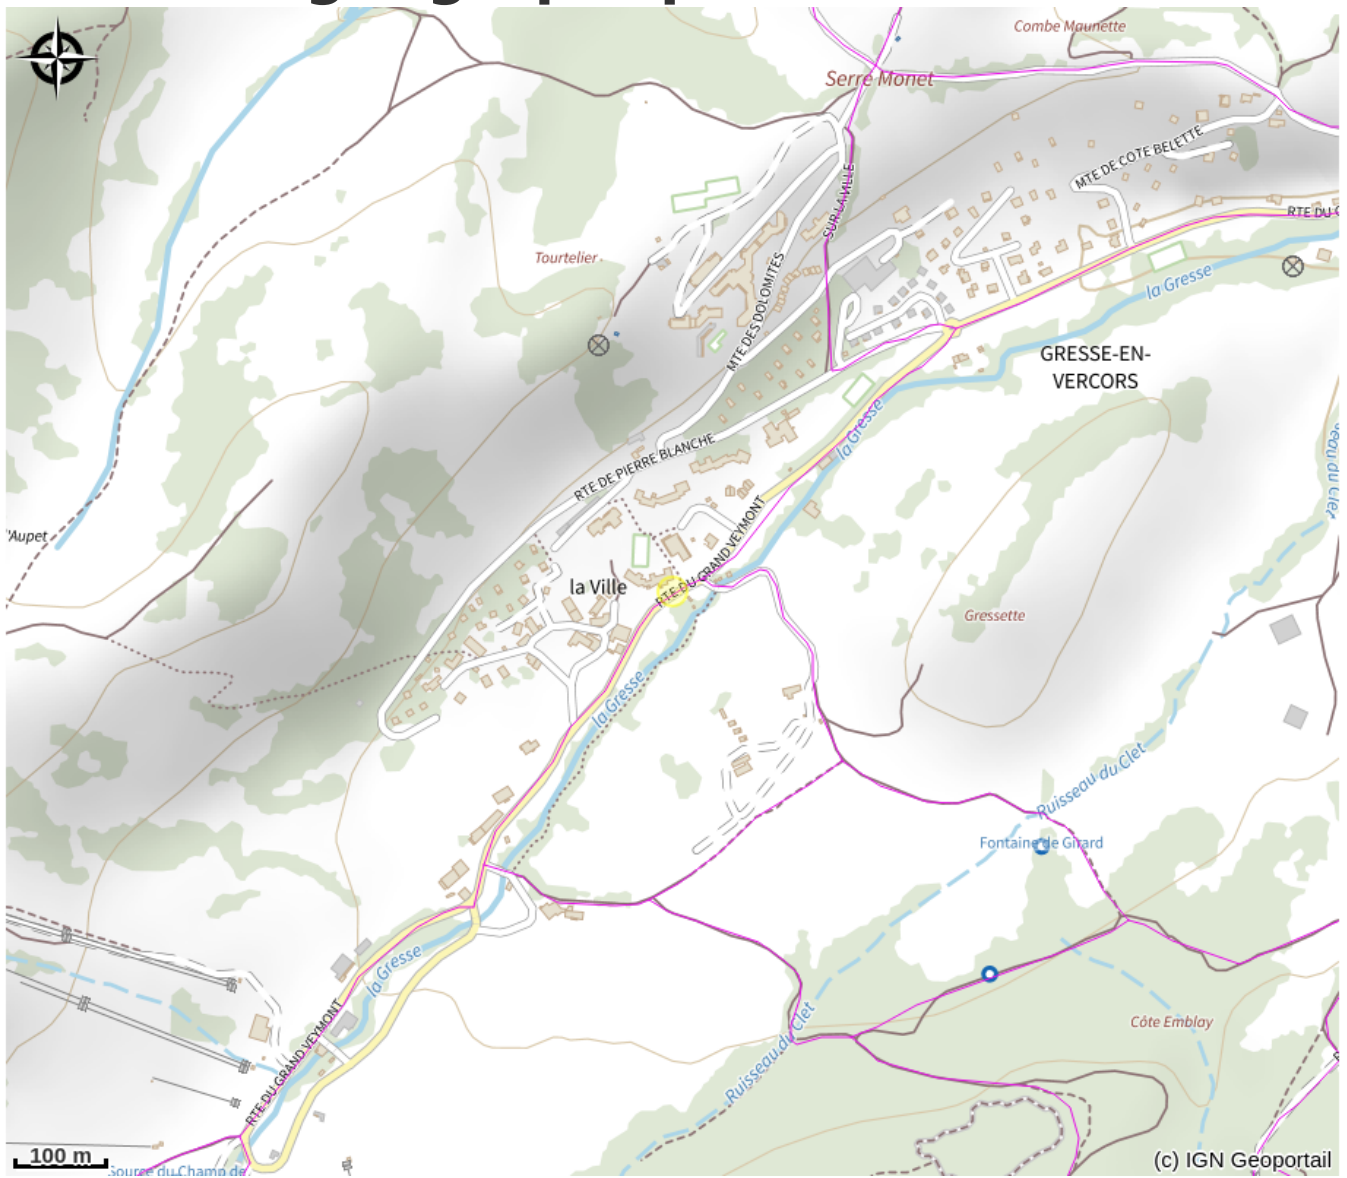 Combe Maunette
Serre Monet
MTE DE COTE BELETTE
SUR LA VILLE
RTE DU G
Tourtelier
la Gresse
MTE DES DOLOMITES
GRESSE-EN-
VERCORS
la Gresse
RTE DE PIERRE BLANCHE
eau du Clet
'Aupet
RTE DU GRAND VEYMONT
la Ville
Gressette
la Gresse
Ruisseau du Clet
Fontaine de Girard
la Gresse
Côte Emblay
RTE DU GRAND VEYMONT
Ruisseau du Clet
100 m
Source du Champ de
(c) IGN Geoportail